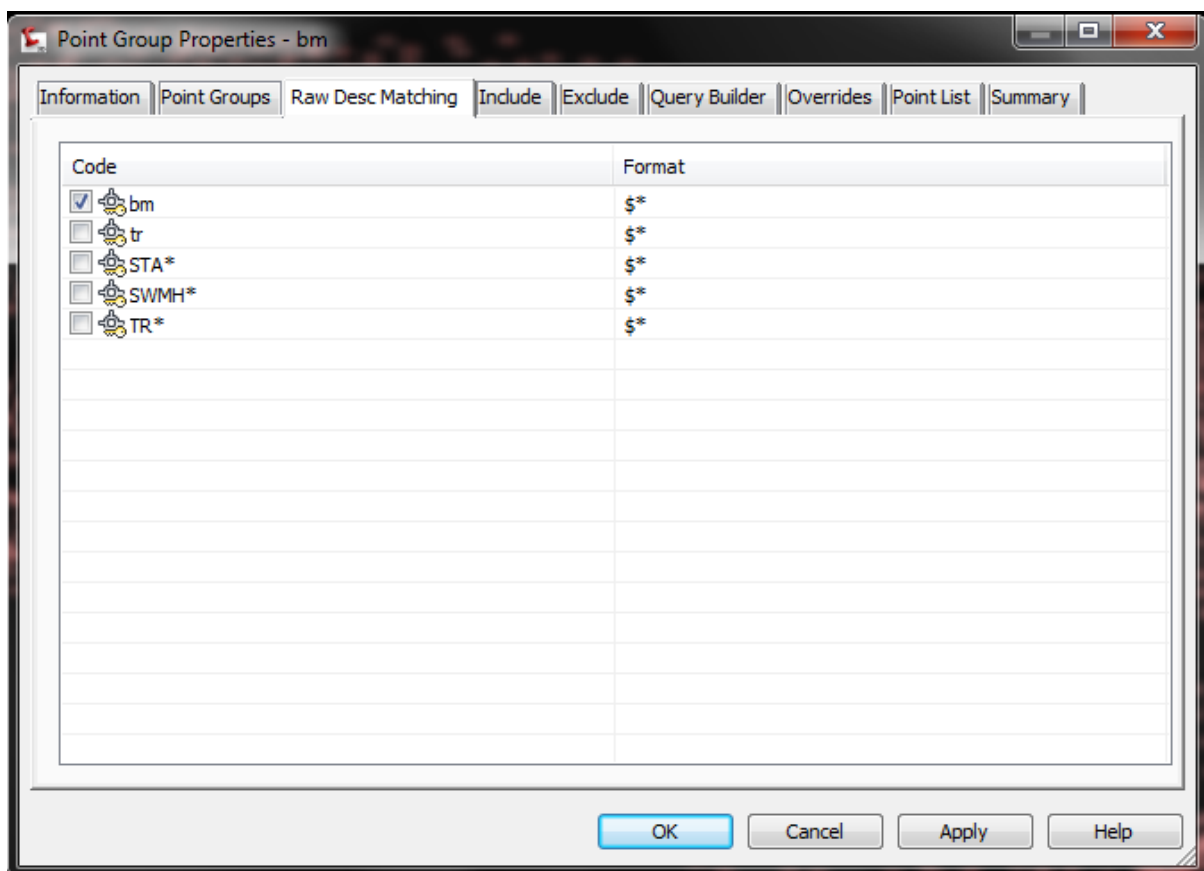 Point Group Properties - bm
Information Point Groups Raw Desc Matching Include Exclude Query Builder Overrides Point List Summary
Code Format
bm $*
tr $*
STA* $*
SWMH* $*
TR* $*
OK Cancel Apply Help